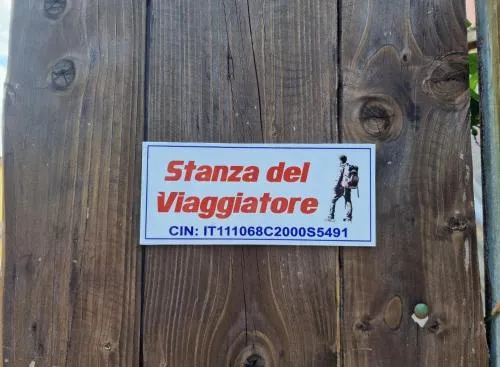 Stanza del
Viaggiatore
CIN: IT111068C2000S5491